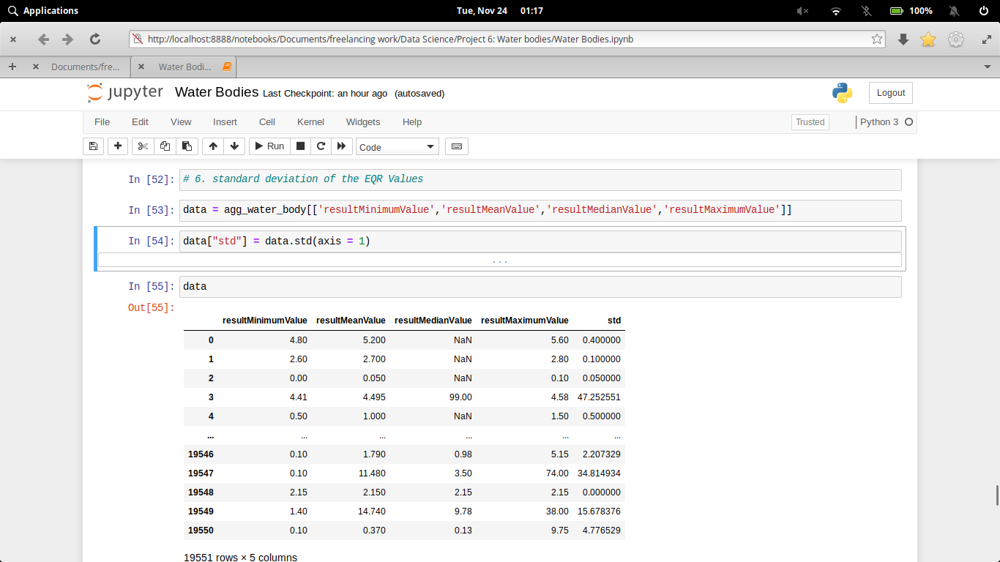 Applications Tue, Nov 24 01:17 100%
http://localhost:8888/notebooks/Documents/freelancing work/Data Science/Project 6: Water bodies/Water Bodies.ipynb
Documents/fre... Water Bodi...
jupyter Water Bodies Last Checkpoint: an hour ago (autosaved) Logout
File Edit View Insert Cell Kernel Widgets Help Trusted Python 3
Run Code
In [52]: # 6. standard deviation of the EQR Values
In [53]: data = agg_water_body[['resultMinimumValue','resultMeanValue','resultMedianValue','resultMaximumValue']]
In [54]: data["std"] = data.std(axis = 1)
...
In [55]: data
Out[55]:
resultMinimumValue resultMeanValue resultMedianValue resultMaximumValue std
0 4.80 5.200 NaN 5.60 0.400000
1 2.60 2.700 NaN 2.80 0.100000
2 0.00 0.050 NaN 0.10 0.050000
3 4.41 4.495 99.00 4.58 47.252551
4 0.50 1.000 NaN 1.50 0.500000
... ... ... ... ... ...
19546 0.10 1.790 0.98 5.15 2.207329
19547 0.10 11.480 3.50 74.00 34.814934
19548 2.15 2.150 2.15 2.15 0.000000
19549 1.40 14.740 9.78 38.00 15.678376
19550 0.10 0.370 0.13 9.75 4.776529
19551 rows × 5 columns